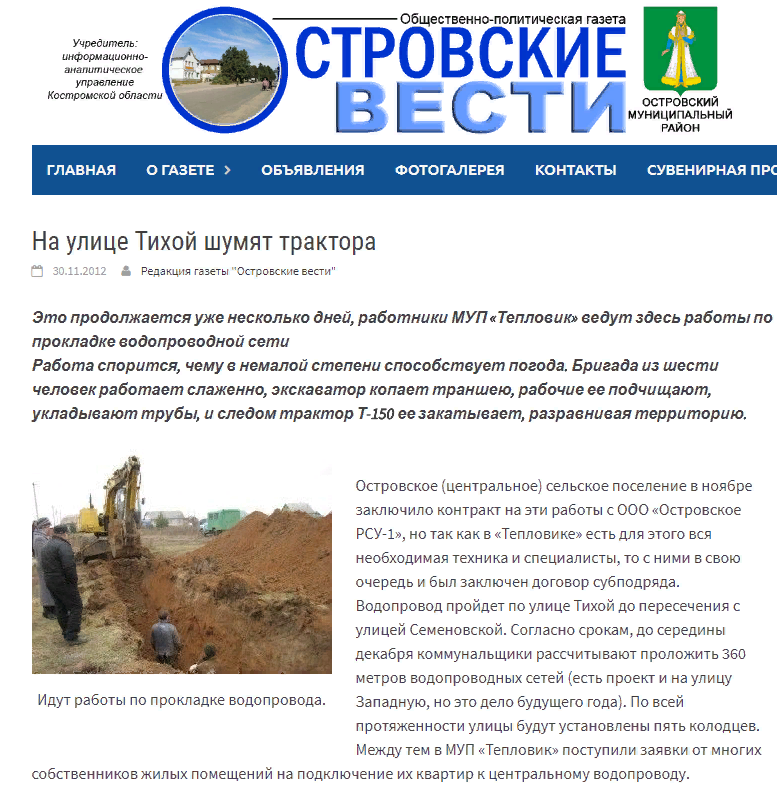 Учредитель:
информационно-
аналитическое
управление
Костромской области
Общественно-политическая газета
ОСТРОВСКИЕ
ВЕСТИ
ОСТРОВСКИЙ
МУНИЦИПАЛЬНЫЙ
РАЙОН
ГЛАВНАЯ О ГАЗЕТЕ ОБЪЯВЛЕНИЯ ФОТОГАЛЕРЕЯ КОНТАКТЫ СУВЕНИРНАЯ ПРО
На улице Тихой шумят трактора
30.11.2012 Редакция газеты "Островские вести"
Это продолжается уже несколько дней, работники МУП «Тепловик» ведут здесь работы по
прокладке водопроводной сети
Работа спорится, чему в немалой степени способствует погода. Бригада из шести
человек работает слаженно, экскаватор копает траншею, рабочие ее подчищают,
укладывают трубы, и следом трактор Т-150 ее закатывает, разравнивая территорию.
Островское (центральное) сельское поселение в ноябре
заключило контракт на эти работы с ООО «Островское
РСУ-1», но так как в «Тепловике» есть для этого вся
необходимая техника и специалисты, то с ними в свою
очередь и был заключен договор субподряда.
Водопровод пройдет по улице Тихой до пересечения с
улицей Семеновской. Согласно срокам, до середины
декабря коммунальщики рассчитывают проложить 360
метров водопроводных сетей (есть проект и на улицу
Западную, но это дело будущего года). По всей
протяженности улицы будут установлены пять колодцев.
Между тем в МУП «Тепловик» поступили заявки от многих
собственников жилых помещений на подключение их квартир к центральному водопроводу.
Идут работы по прокладке водопровода.